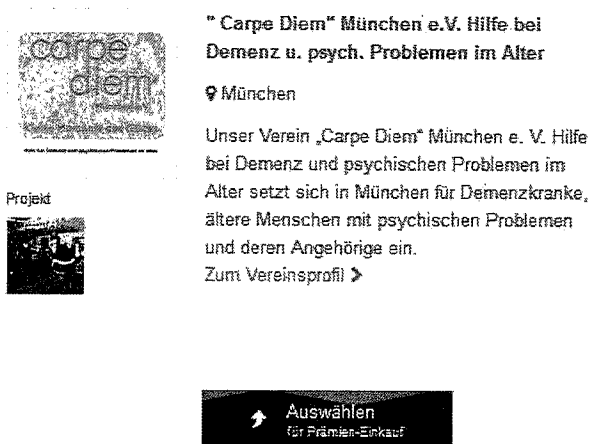 carpe
diem
" Carpe Diem" München e.V. Hilfe bei
Demenz u. psych. Problemen im Alter
München
Unser Verein „Carpe Diem" München e. V. Hilfe
bei Demenz und psychischen Problemen im
Alter setzt sich in München für Demenzkranke,
ältere Menschen mit psychischen Problemen
und deren Angehörige ein.
Zum Vereinsprofil
Projekt
Auswählen
für Prämien-Einkauf